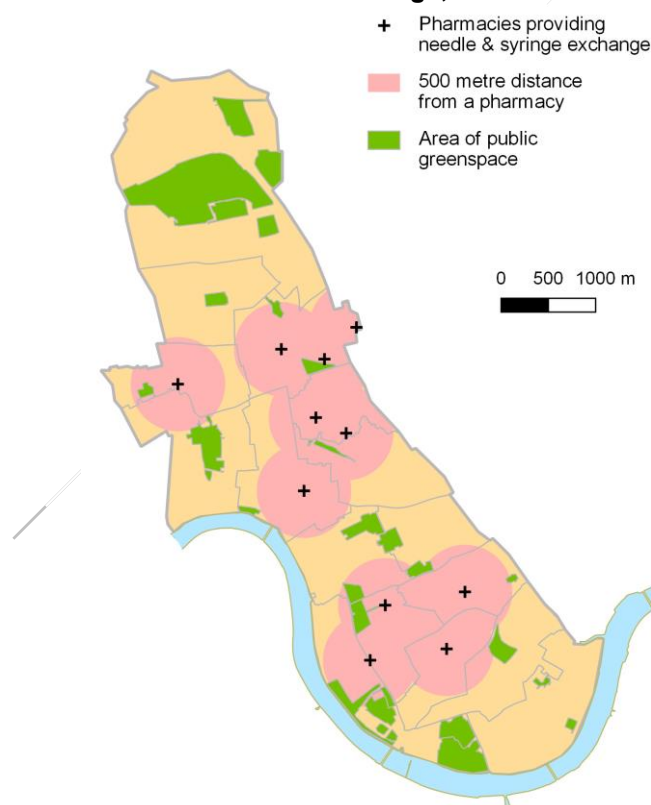 Pharmacies providing
needle & syringe exchange
500 metre distance
from a pharmacy
Area of public
greenspace
0 500 1000 m